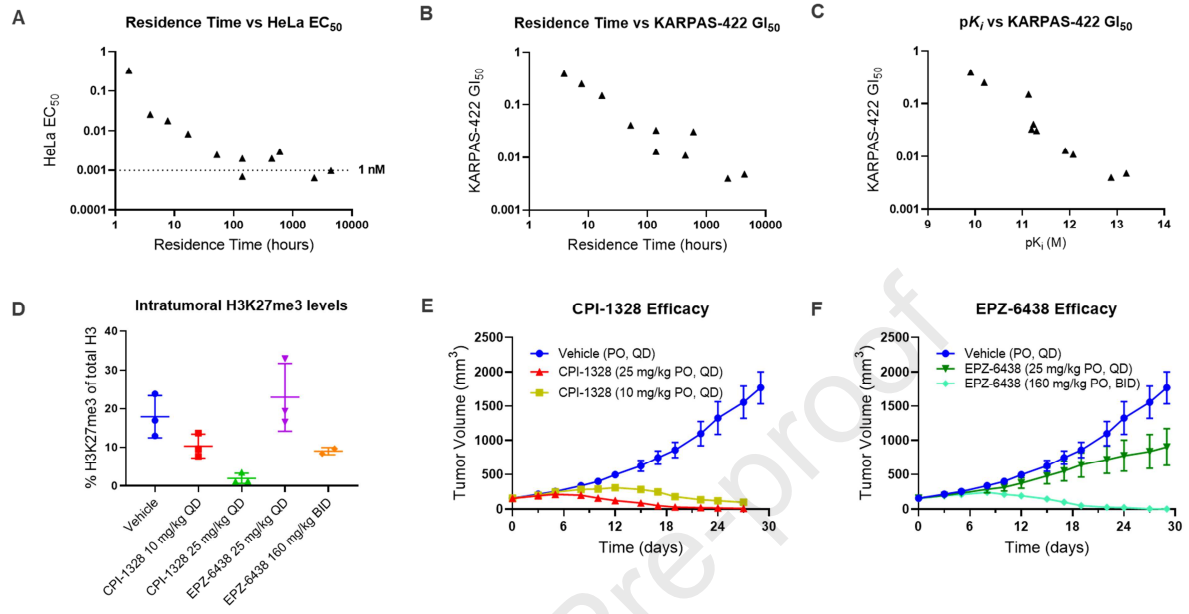 A
Residence Time vs HeLa EC50
HeLa EC50
1
0.1
0.01
0.001
0.0001
1 nM
1 10 100 1000 10000
Residence Time (hours)
B
Residence Time vs KARPAS-422 GI50
KARPAS-422 GI50
1
0.1
0.01
0.001
1 10 100 1000 10000
Residence Time (hours)
C
pKi vs KARPAS-422 GI50
KARPAS-422 GI50
1
0.1
0.01
0.001
9 10 11 12 13 14
pKi (M)
D
Intratumoral H3K27me3 levels
% H3K27me3 of total H3
40
30
20
10
0
Vehicle
CPI-1328 10 mg/kg QD
CPI-1328 25 mg/kg QD
EPZ-6438 25 mg/kg QD
EPZ-6438 160 mg/kg BID
E
CPI-1328 Efficacy
Tumor Volume (mm3)
2500
2000
1500
1000
500
0
Vehicle (PO, QD)
CPI-1328 (25 mg/kg PO, QD)
CPI-1328 (10 mg/kg PO, QD)
0 6 12 18 24 30
Time (days)
F
EPZ-6438 Efficacy
Tumor Volume (mm3)
2500
2000
1500
1000
500
0
Vehicle (PO, QD)
EPZ-6438 (25 mg/kg PO, QD)
EPZ-6438 (160 mg/kg PO, BID)
0 6 12 18 24 30
Time (days)
Pre-proof